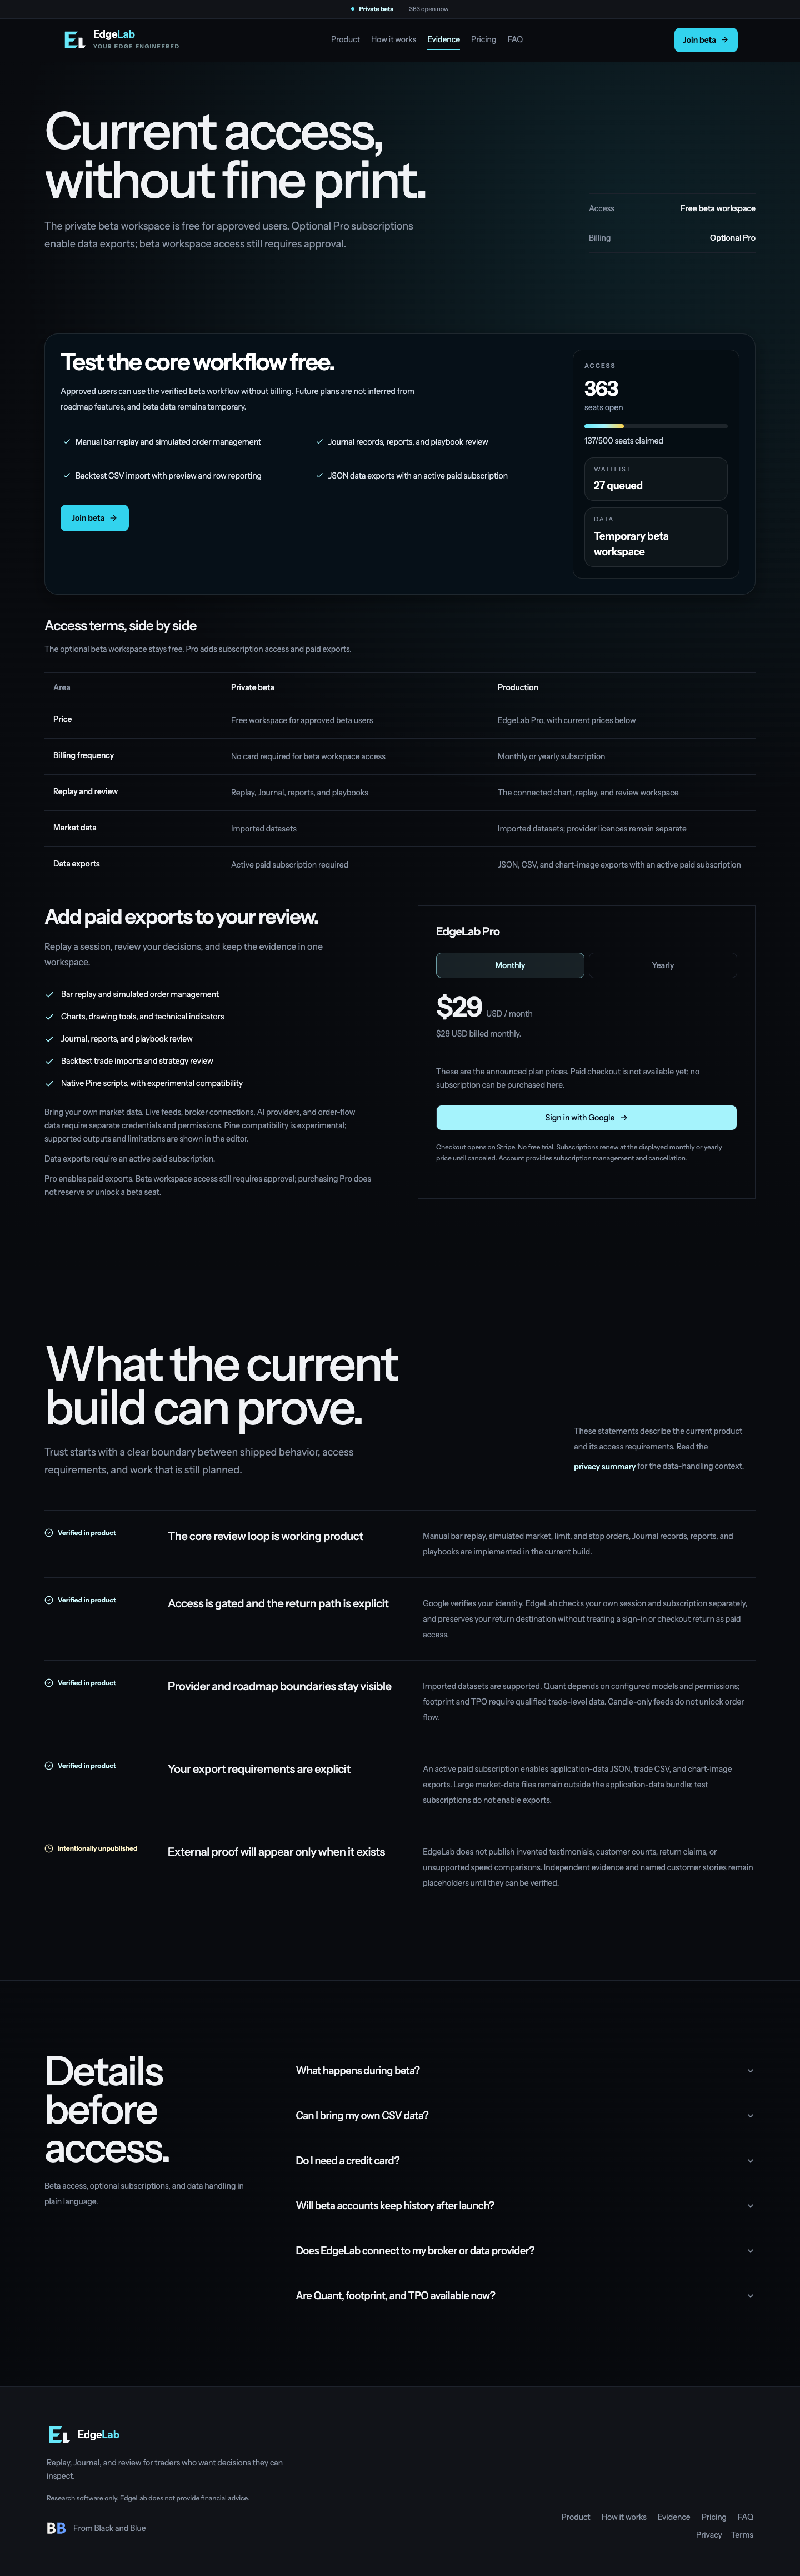 Private beta 363 open now
EdgeLab
YOUR EDGE ENGINEERED
Product How it works Evidence Pricing FAQ
Join beta
Current access,
without fine print.
The private beta workspace is free for approved users. Optional Pro subscriptions
enable data exports; beta workspace access still requires approval.
Access Free beta workspace
Billing Optional Pro
Test the core workflow free.
Approved users can use the verified beta workflow without billing. Future plans are not inferred from
roadmap features, and beta data remains temporary.
Manual bar replay and simulated order management
Journal records, reports, and playbook review
Backtest CSV import with preview and row reporting
JSON data exports with an active paid subscription
Join beta
ACCESS
363
seats open
137/500 seats claimed
WAITLIST
27 queued
DATA
Temporary beta
workspace
Access terms, side by side
The optional beta workspace stays free. Pro adds subscription access and paid exports.
Area Private beta Production
Price Free workspace for approved beta users EdgeLab Pro, with current prices below
Billing frequency No card required for beta workspace access Monthly or yearly subscription
Replay and review Replay, Journal, reports, and playbooks The connected chart, replay, and review workspace
Market data Imported datasets Imported datasets; provider licences remain separate
Data exports Active paid subscription required JSON, CSV, and chart-image exports with an active paid subscription
Add paid exports to your review.
Replay a session, review your decisions, and keep the evidence in one
workspace.
Bar replay and simulated order management
Charts, drawing tools, and technical indicators
Journal, reports, and playbook review
Backtest trade imports and strategy review
Native Pine scripts, with experimental compatibility
Bring your own market data. Live feeds, broker connections, AI providers, and order-flow
data require separate credentials and permissions. Pine compatibility is experimental;
supported outputs and limitations are shown in the editor.
Data exports require an active paid subscription.
Pro enables paid exports. Beta workspace access still requires approval; purchasing Pro does
not reserve or unlock a beta seat.
EdgeLab Pro
Monthly Yearly
$29 USD / month
$29 USD billed monthly.
These are the announced plan prices. Paid checkout is not available yet; no
subscription can be purchased here.
Sign in with Google
Checkout opens on Stripe. No free trial. Subscriptions renew at the displayed monthly or yearly
price until canceled. Account provides subscription management and cancellation.
What the current
build can prove.
Trust starts with a clear boundary between shipped behavior, access
requirements, and work that is still planned.
These statements describe the current product
and its access requirements. Read the
privacy summary for the data-handling context.
Verified in product
The core review loop is working product
Manual bar replay, simulated market, limit, and stop orders, Journal records, reports, and
playbooks are implemented in the current build.
Verified in product
Access is gated and the return path is explicit
Google verifies your identity. EdgeLab checks your own session and subscription separately,
and preserves your return destination without treating a sign-in or checkout return as paid
access.
Verified in product
Provider and roadmap boundaries stay visible
Imported datasets are supported. Quant depends on configured models and permissions;
footprint and TPO require qualified trade-level data. Candle-only feeds do not unlock order
flow.
Verified in product
Your export requirements are explicit
An active paid subscription enables application-data JSON, trade CSV, and chart-image
exports. Large market-data files remain outside the application-data bundle; test
subscriptions do not enable exports.
Intentionally unpublished
External proof will appear only when it exists
EdgeLab does not publish invented testimonials, customer counts, return claims, or
unsupported speed comparisons. Independent evidence and named customer stories remain
placeholders until they can be verified.
Details
before
access.
Beta access, optional subscriptions, and data handling in
plain language.
What happens during beta?
Can I bring my own CSV data?
Do I need a credit card?
Will beta accounts keep history after launch?
Does EdgeLab connect to my broker or data provider?
Are Quant, footprint, and TPO available now?
EdgeLab
Replay, Journal, and review for traders who want decisions they can
inspect.
Research software only. EdgeLab does not provide financial advice.
BB From Black and Blue
Product How it works Evidence Pricing FAQ
Privacy Terms